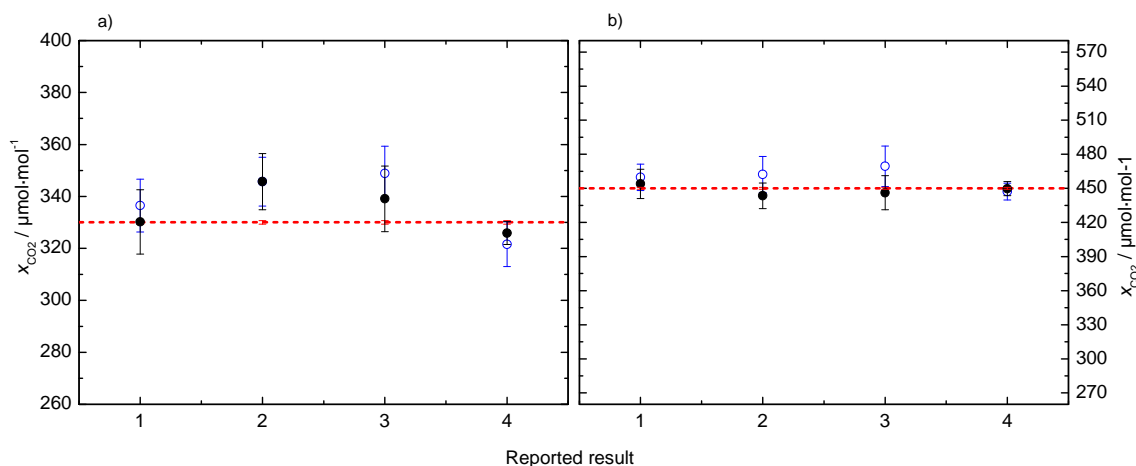 a)
b)
400
380
360
340
320
300
280
260
x_CO2 / µmol·mol⁻¹
1 2 3 4
570
540
510
480
450
420
390
360
330
300
270
x_CO2 / µmol·mol-1
1 2 3 4
Reported result